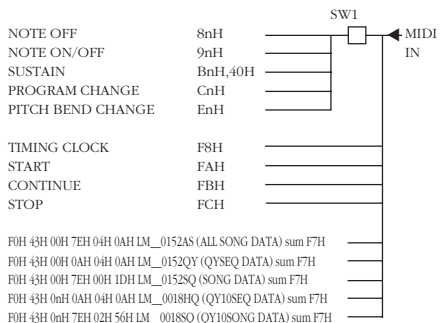 SW1
NOTE OFF 8nH MIDI
NOTE ON/OFF 9nH IN
SUSTAIN BnH,40H
PROGRAM CHANGE CnH
PITCH BEND CHANGE EnH
TIMING CLOCK F8H
START FAH
CONTINUE FBH
STOP FCH
F0H 43H 00H 7EH 04H 0AH LM__0152AS (ALL SONG DATA) sum F7H
F0H 43H 00H 0AH 04H 0AH LM__0152QY (QYSEQ DATA) sum F7H
F0H 43H 00H 7EH 00H 1DH LM__0152SQ (SONG DATA) sum F7H
F0H 43H 0nH 0AH 04H 0AH LM__0018HQ (QY10SEQ DATA) sum F7H
F0H 43H 0nH 7EH 02H 56H LM__0018SQ (QY10SONG DATA) sum F7H